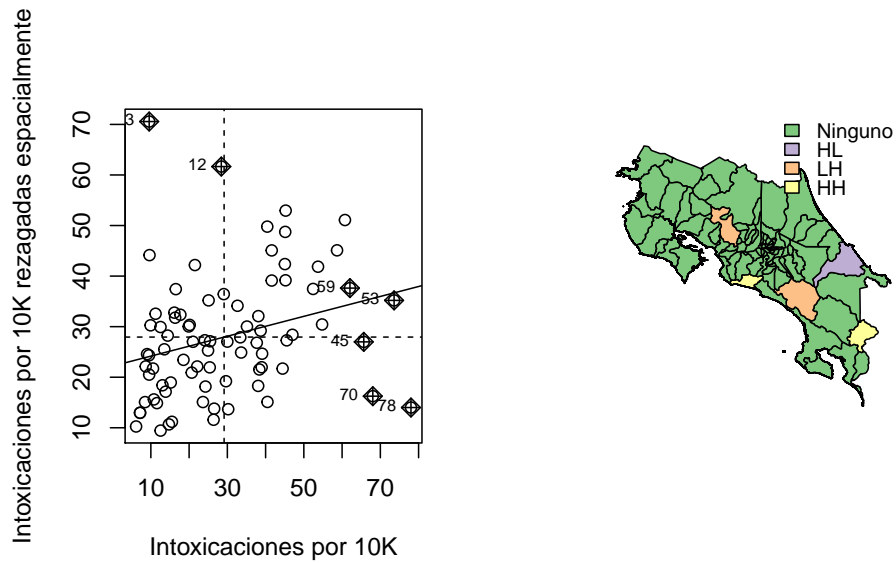 Intoxicaciones por 10K rezagadas espacialmente
70
60
50
40
30
20
10
3
12
59
53
45
70
78
10 30 50 70
Intoxicaciones por 10K
Ninguno
HL
LH
HH